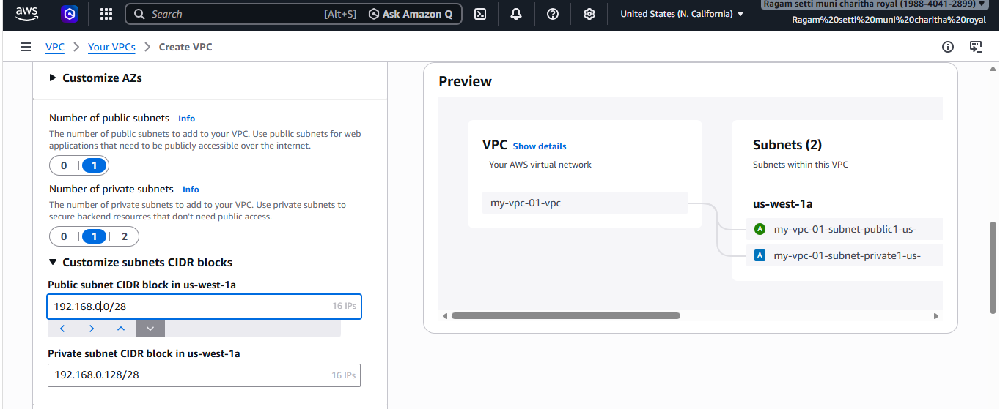 aws
Search [Alt+S] Ask Amazon Q United States (N. California) Ragam setti muni charitha royal (1988-4041-2899)
Ragam%20setti%20muni%20charitha%20royal
VPC > Your VPCs > Create VPC
Customize AZs
Number of public subnets Info
The number of public subnets to add to your VPC. Use public subnets for web
applications that need to be publicly accessible over the internet.
0 1
Number of private subnets Info
The number of private subnets to add to your VPC. Use private subnets to
secure backend resources that don't need public access.
0 1 2
Customize subnets CIDR blocks
Public subnet CIDR block in us-west-1a
192.168.0.0/28 16 IPs
Private subnet CIDR block in us-west-1a
192.168.0.128/28 16 IPs
Preview
VPC Show details
Your AWS virtual network
my-vpc-01-vpc
Subnets (2)
Subnets within this VPC
us-west-1a
A my-vpc-01-subnet-public1-us-
A my-vpc-01-subnet-private1-us-